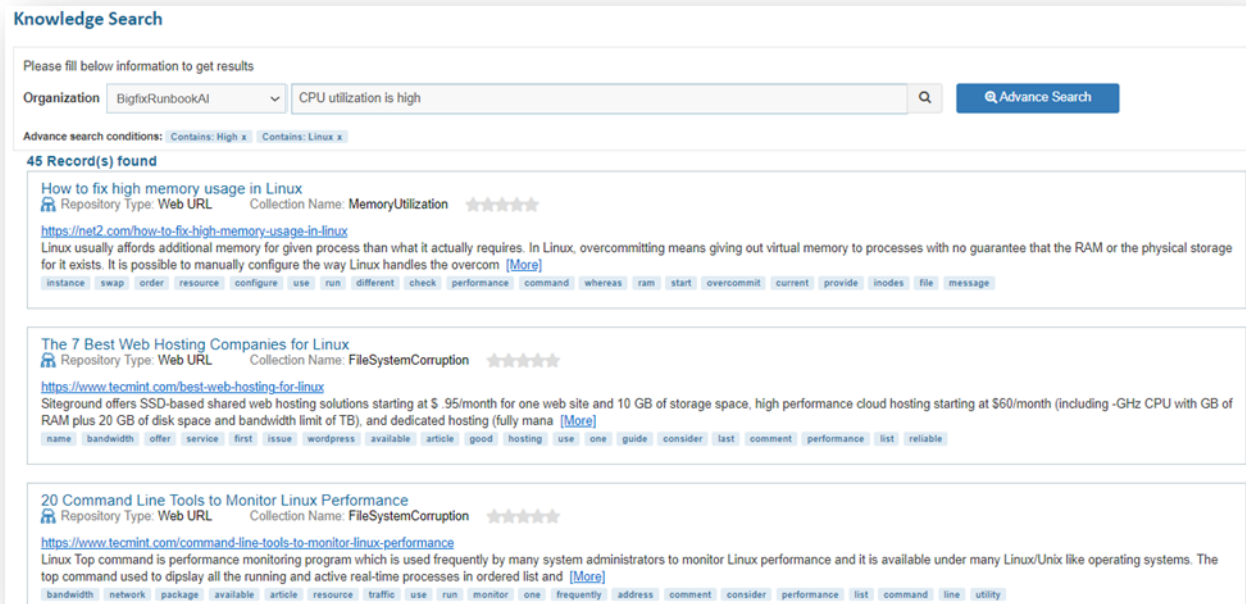 Knowledge Search
Please fill below information to get results
Organization BigfixRunbookAI CPU utilization is high Advance Search
Advance search conditions: Contains: High x Contains: Linux x
45 Record(s) found
How to fix high memory usage in Linux
Repository Type: Web URL Collection Name: MemoryUtilization
https://net2.com/how-to-fix-high-memory-usage-in-linux
Linux usually affords additional memory for given process than what it actually requires. In Linux, overcommitting means giving out virtual memory to processes with no guarantee that the RAM or the physical storage
for it exists. It is possible to manually configure the way Linux handles the overcom [More]
instance swap order resource configure use run different check performance command whereas ram start overcommit current provide inodes file message
The 7 Best Web Hosting Companies for Linux
Repository Type: Web URL Collection Name: FileSystemCorruption
https://www.tecmint.com/best-web-hosting-for-linux
Siteground offers SSD-based shared web hosting solutions starting at $ .95/month for one web site and 10 GB of storage space, high performance cloud hosting starting at $60/month (including -GHz CPU with GB of
RAM plus 20 GB of disk space and bandwidth limit of TB), and dedicated hosting (fully mana [More]
name bandwidth offer service first issue wordpress available article good hosting use one guide consider last comment performance list reliable
20 Command Line Tools to Monitor Linux Performance
Repository Type: Web URL Collection Name: FileSystemCorruption
https://www.tecmint.com/command-line-tools-to-monitor-linux-performance
Linux Top command is performance monitoring program which is used frequently by many system administrators to monitor Linux performance and it is available under many Linux/Unix like operating systems. The
top command used to dipslay all the running and active real-time processes in ordered list and [More]
bandwidth network package available article resource traffic use run monitor one frequently address comment consider performance list command line utility